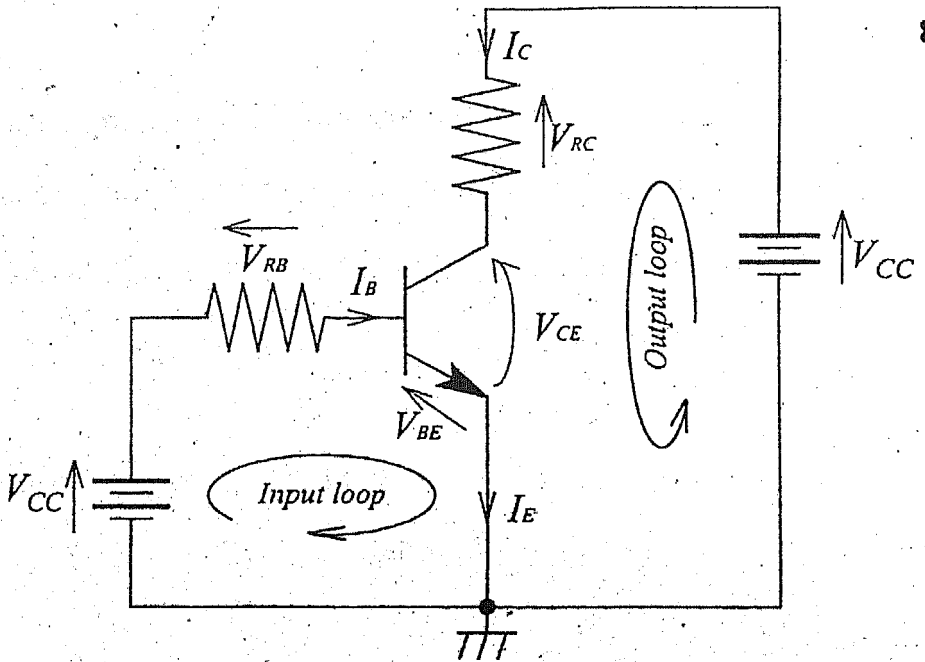 I_C
V_RC
V_RB
I_B
V_CE
Output loop
V_CC
V_BE
V_CC
Input loop
I_E